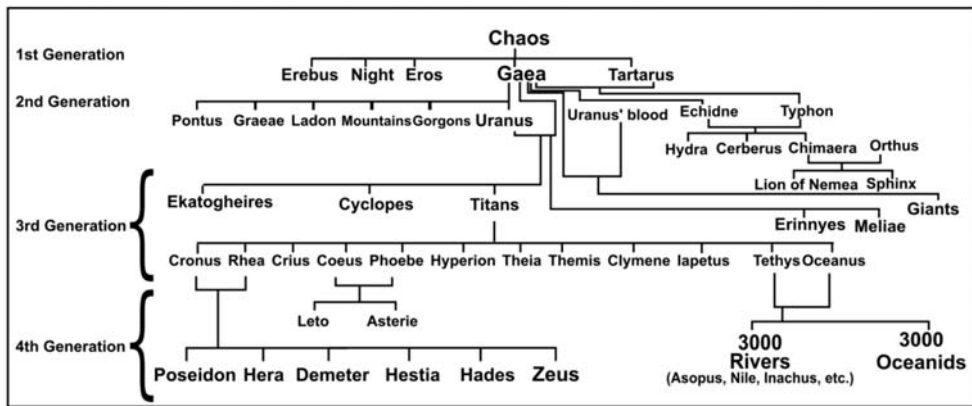 Chaos
1st Generation
Erebus Night Eros Gaea Tartarus
2nd Generation
Pontus Graeae Ladon Mountains Gorgons Uranus Uranus' blood Echidne Typhon
Hydra Cerberus Chimaera Orthus
Lion of Nemea Sphinx
Ekatogheires Cyclopes Titans Giants
3rd Generation
Erinnyes Meliae
Cronus Rhea Crius Coeus Phoebe Hyperion Theia Themis Clymene Iapetus Tethys Oceanus
Leto Asterie
4th Generation
3000 3000
Rivers Oceanids
(Asopus, Nile, Inachus, etc.)
Poseidon Hera Demeter Hestia Hades Zeus